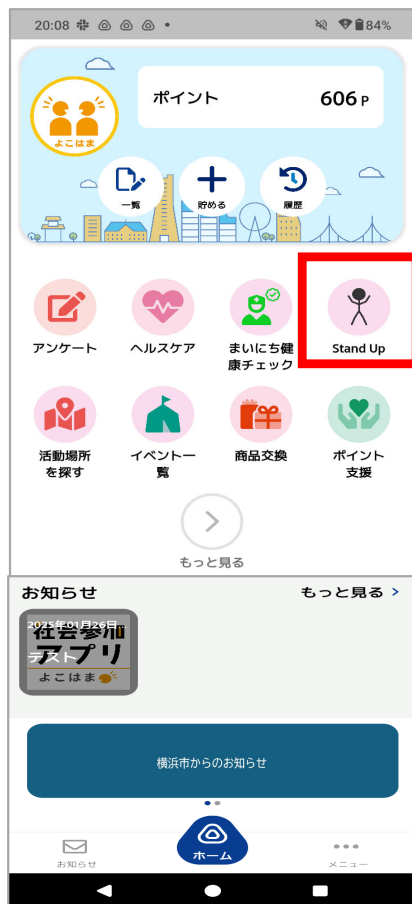 20:08
84%
ポイント 606 P
よこはま
一覧 貯める 履歴
アンケート ヘルスケア まいにち健康チェック Stand Up
活動場所を探す イベント一覧 商品交換 ポイント支援
もっと見る
お知らせ もっと見る >
2025年01月26日
社会参加
アプリ
テスト
よこはま
横浜市からのお知らせ
お知らせ ホーム メニュー